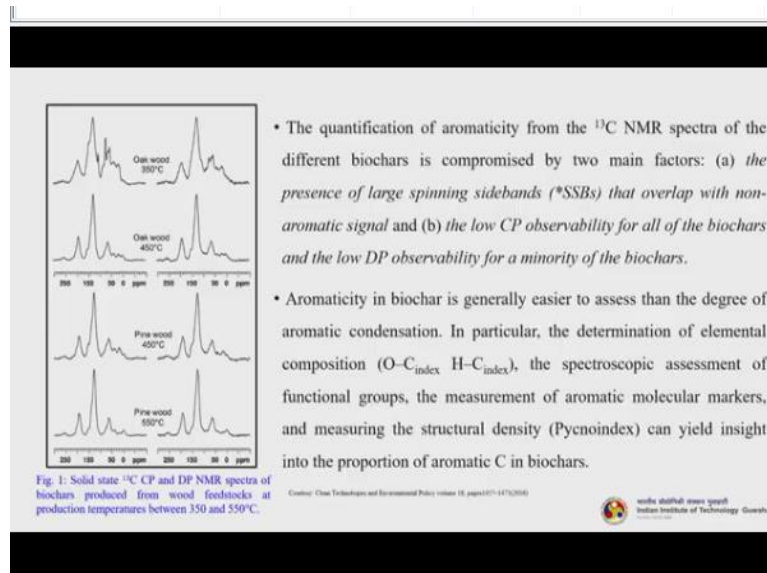 Oak wood
350°C
Oak wood
450°C
250 150 50 0 ppm 250 150 50 0 ppm
Pine wood
450°C
Pine wood
550°C
250 150 50 0 ppm 250 150 50 0 ppm
Fig. 1: Solid state ¹³C CP and DP NMR spectra of
biochars produced from wood feedstocks at
production temperatures between 350 and 550°C.
• The quantification of aromaticity from the ¹³C NMR spectra of the
different biochars is compromised by two main factors: (a) the
presence of large spinning sidebands (*SSBs) that overlap with non-
aromatic signal and (b) the low CP observability for all of the biochars
and the low DP observability for a minority of the biochars.
• Aromaticity in biochar is generally easier to assess than the degree of
aromatic condensation. In particular, the determination of elemental
composition (O–C index H–C index), the spectroscopic assessment of
functional groups, the measurement of aromatic molecular markers,
and measuring the structural density (Pycnoindex) can yield insight
into the proportion of aromatic C in biochars.
Courtesy: Clean Technologies and Environmental Policy volume 18,
Indian Institute of Technology